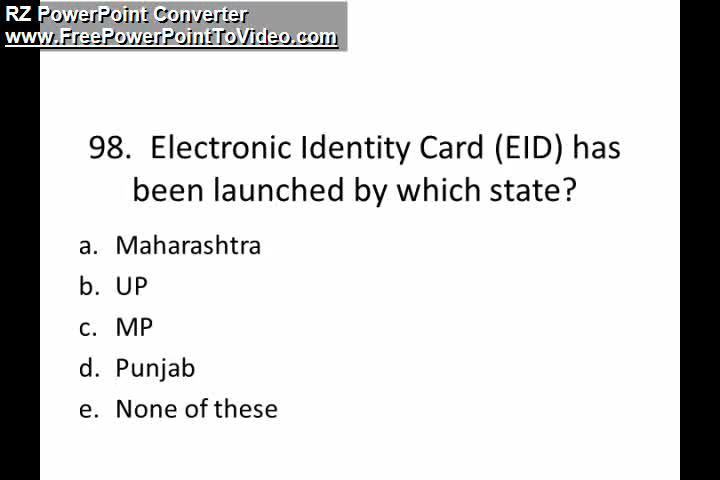 RZ PowerPoint Converter
www.FreePowerPointToVideo.com
98. Electronic Identity Card (EID) has
been launched by which state?
a. Maharashtra
b. UP
c. MP
d. Punjab
e. None of these